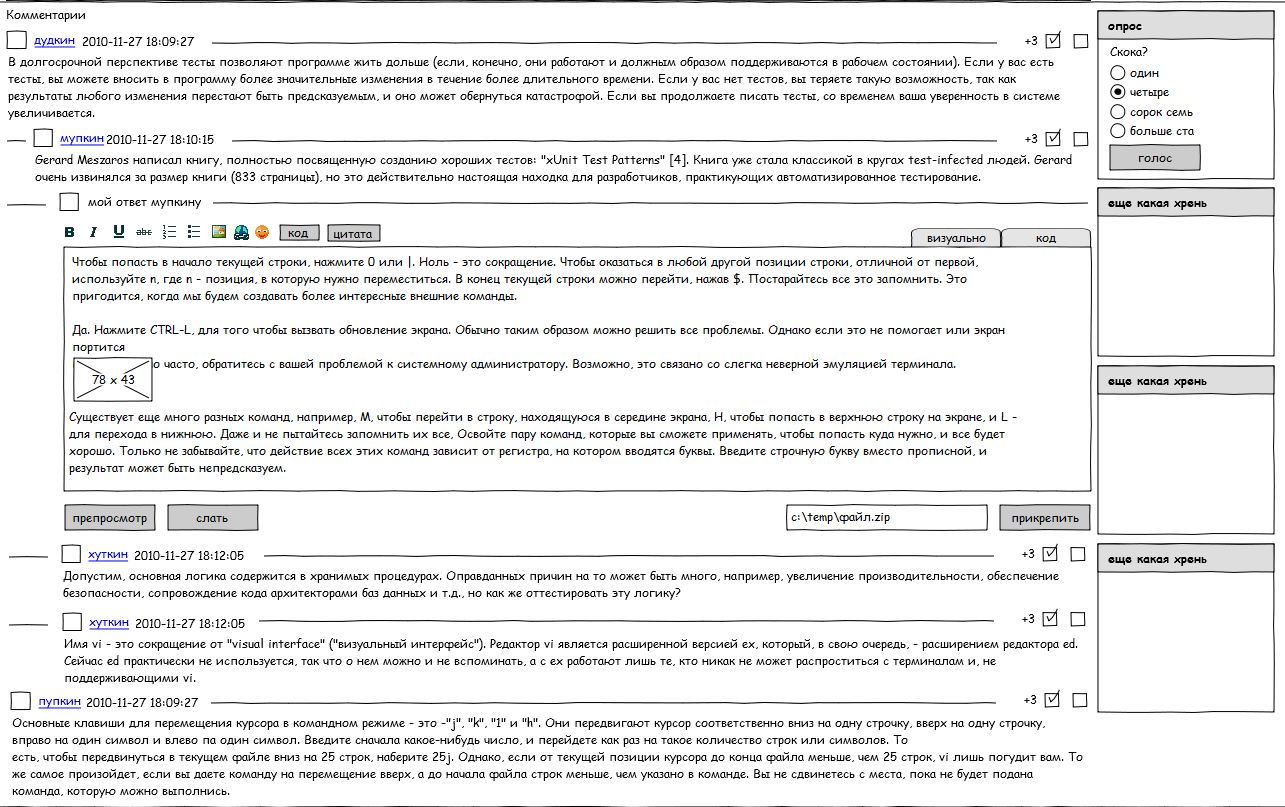 Комментарии
дудкин 2010-11-27 18:09:27 +3
В долгосрочной перспективе тесты позволяют программе жить дольше (если, конечно, они работают и должным образом поддерживаются в рабочем состоянии). Если у вас есть
тесты, вы можете вносить в программу более значительные изменения в течение более длительного времени. Если у вас нет тестов, вы теряете такую возможность, так как
результаты любого изменения перестают быть предсказуемым, и оно может обернуться катастрофой. Если вы продолжаете писать тесты, со временем ваша уверенность в системе
увеличивается.
мупкин 2010-11-27 18:10:15 +3
Gerard Meszaros написал книгу, полностью посвященную созданию хороших тестов: "xUnit Test Patterns" [4]. Книга уже стала классикой в кругах test-infected людей. Gerard
очень извинялся за размер книги (833 страницы), но это действительно настоящая находка для разработчиков, практикующих автоматизированное тестирование.
мой ответ мупкину
B I U abc код цитата
визуально код
Чтобы попасть в начало текущей строки, нажмите 0 или |. Ноль - это сокращение. Чтобы оказаться в любой другой позиции строки, отличной от первой,
используйте n, где n - позиция, в которую нужно переместиться. В конец текущей строки можно перейти, нажав $. Постарайтесь все это запомнить. Это
пригодится, когда мы будем создавать более интересные внешние команды.
Да. Нажмите CTRL-L, для того чтобы вызвать обновление экрана. Обычно таким образом можно решить все проблемы. Однако если это не помогает или экран
портится
о часто, обратитесь с вашей проблемой к системному администратору. Возможно, это связано со слегка неверной эмуляцией терминала.
78 x 43
Существует еще много разных команд, например, M, чтобы перейти в строку, находящуюся в середине экрана, H, чтобы попасть в верхнюю строку на экране, и L -
для перехода в нижнюю. Даже и не пытайтесь запомнить их все, Освойте пару команд, которые вы сможете применять, чтобы попасть куда нужно, и все будет
хорошо. Только не забывайте, что действие всех этих команд зависит от регистра, на котором вводятся буквы. Введите строчную букву вместо прописной, и
результат может быть непредсказуем.
препросмотр слать c:\temp\файл.zip прикрепить
хуткин 2010-11-27 18:12:05 +3
Допустим, основная логика содержится в хранимых процедурах. Оправданных причин на то может быть много, например, увеличение производительности, обеспечение
безопасности, сопровождение кода архитекторами баз данных и т.д., но как же оттестировать эту логику?
хуткин 2010-11-27 18:12:05 +3
Имя vi - это сокращение от "visual interface" ("визуальный интерфейс"). Редактор vi является расширенной версией ex, который, в свою очередь, - расширением редактора ed.
Сейчас ed практически не используется, так что о нем можно и не вспоминать, а с ex работают лишь те, кто никак не может распроститься с терминалам и, не
поддерживающими vi.
пупкин 2010-11-27 18:09:27 +3
Основные клавиши для перемещения курсора в командном режиме - это -"j", "k", "1" и "h". Они передвигают курсор соответственно вниз на одну строчку, вверх на одну строчку,
вправо на один символ и влево па один символ. Введите сначала какое-нибудь число, и перейдете как раз на такое количество строк или символов. То
есть, чтобы передвинуться в текущем файле вниз на 25 строк, наберите 25j. Однако, если от текущей позиции курсора до конца файла меньше, чем 25 строк, vi лишь погудит вам. То
же самое произойдет, если вы даете команду на перемещение вверх, а до начала файла строк меньше, чем указано в команде. Вы не сдвинетесь с места, пока не будет подана
команда, которую можно выполнись.
опрос
Скока?
один
четыре
сорок семь
больше ста
голос
еще какая хрень
еще какая хрень
еще какая хрень